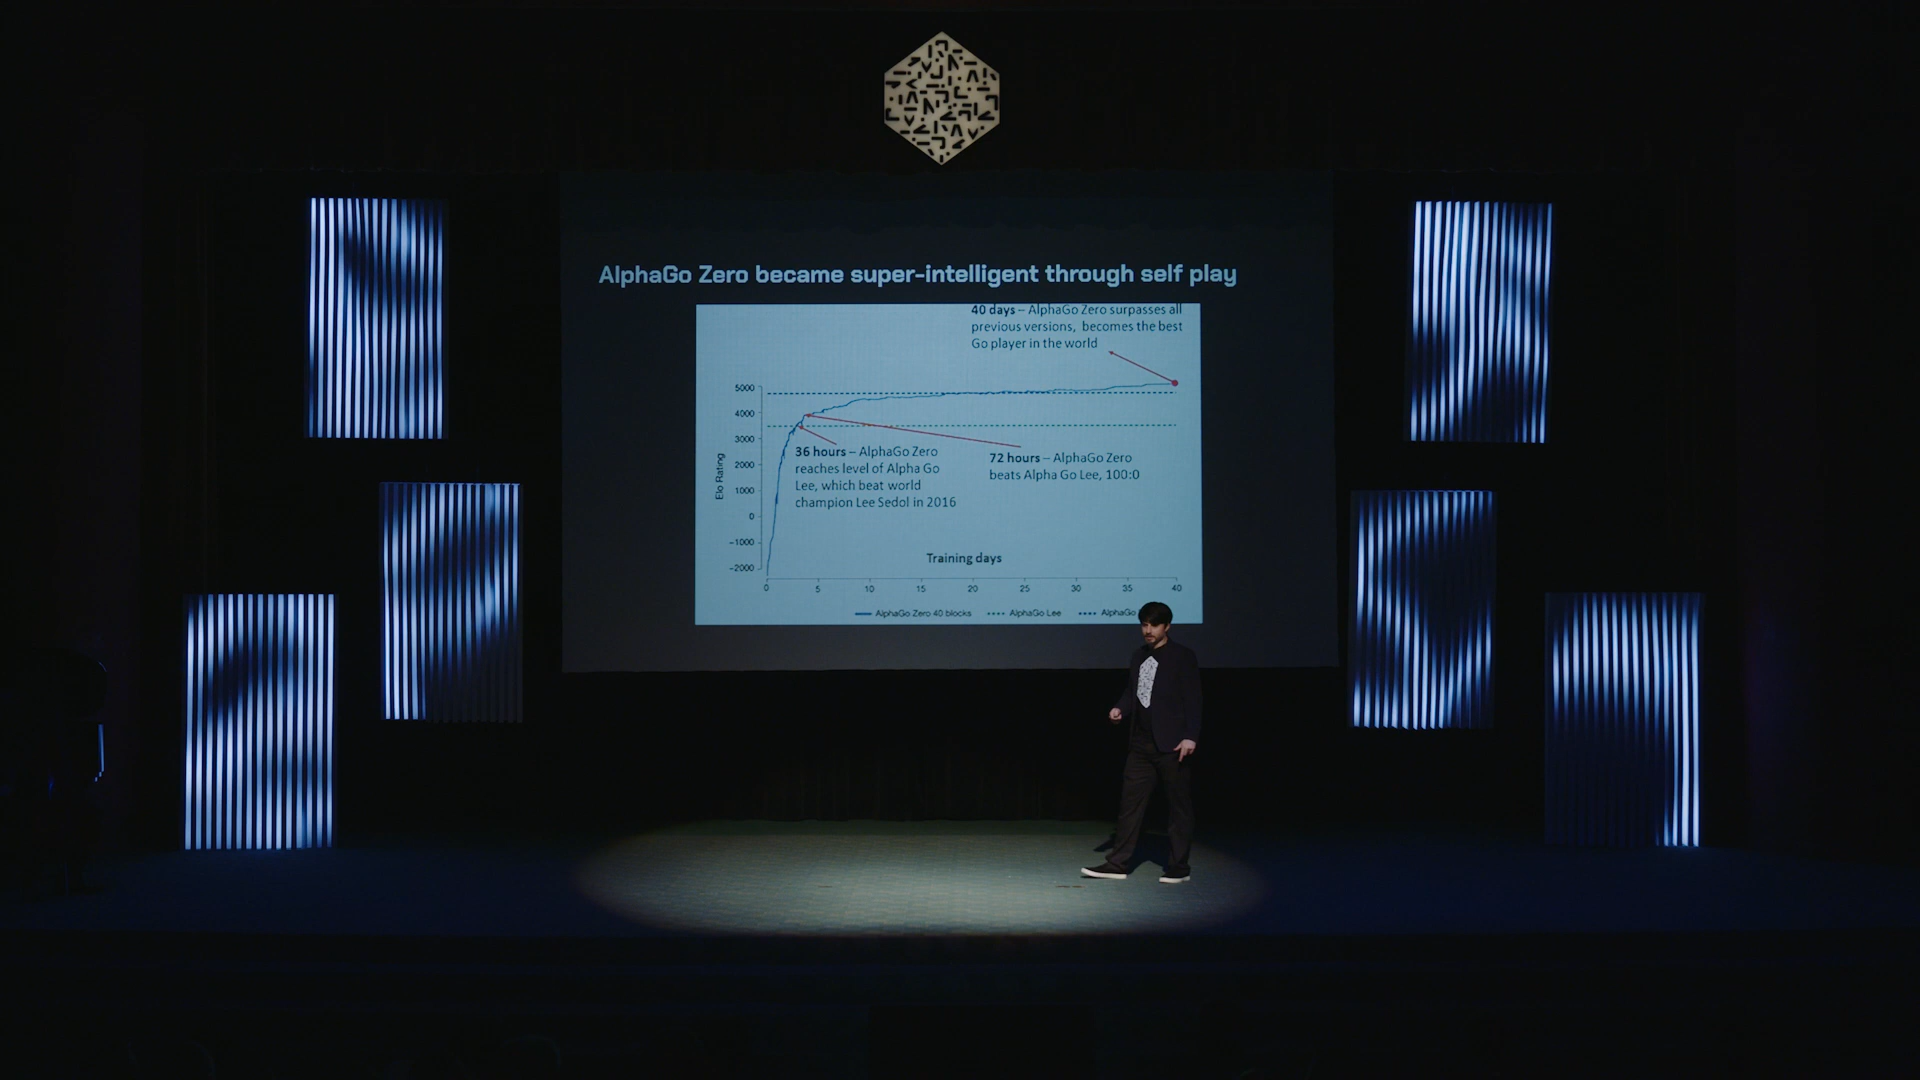 AlphaGo Zero became super-intelligent through self play
40 days – AlphaGo Zero surpasses all
previous versions, becomes the best
Go player in the world
5000
4000
3000
2000
1000
0
−1000
−2000
Elo Rating
36 hours – AlphaGo Zero
reaches level of Alpha Go
Lee, which beat world
champion Lee Sedol in 2016
72 hours – AlphaGo Zero
beats Alpha Go Lee, 100:0
Training days
0 5 10 15 20 25 30 35 40
AlphaGo Zero 40 blocks AlphaGo Lee AlphaGo